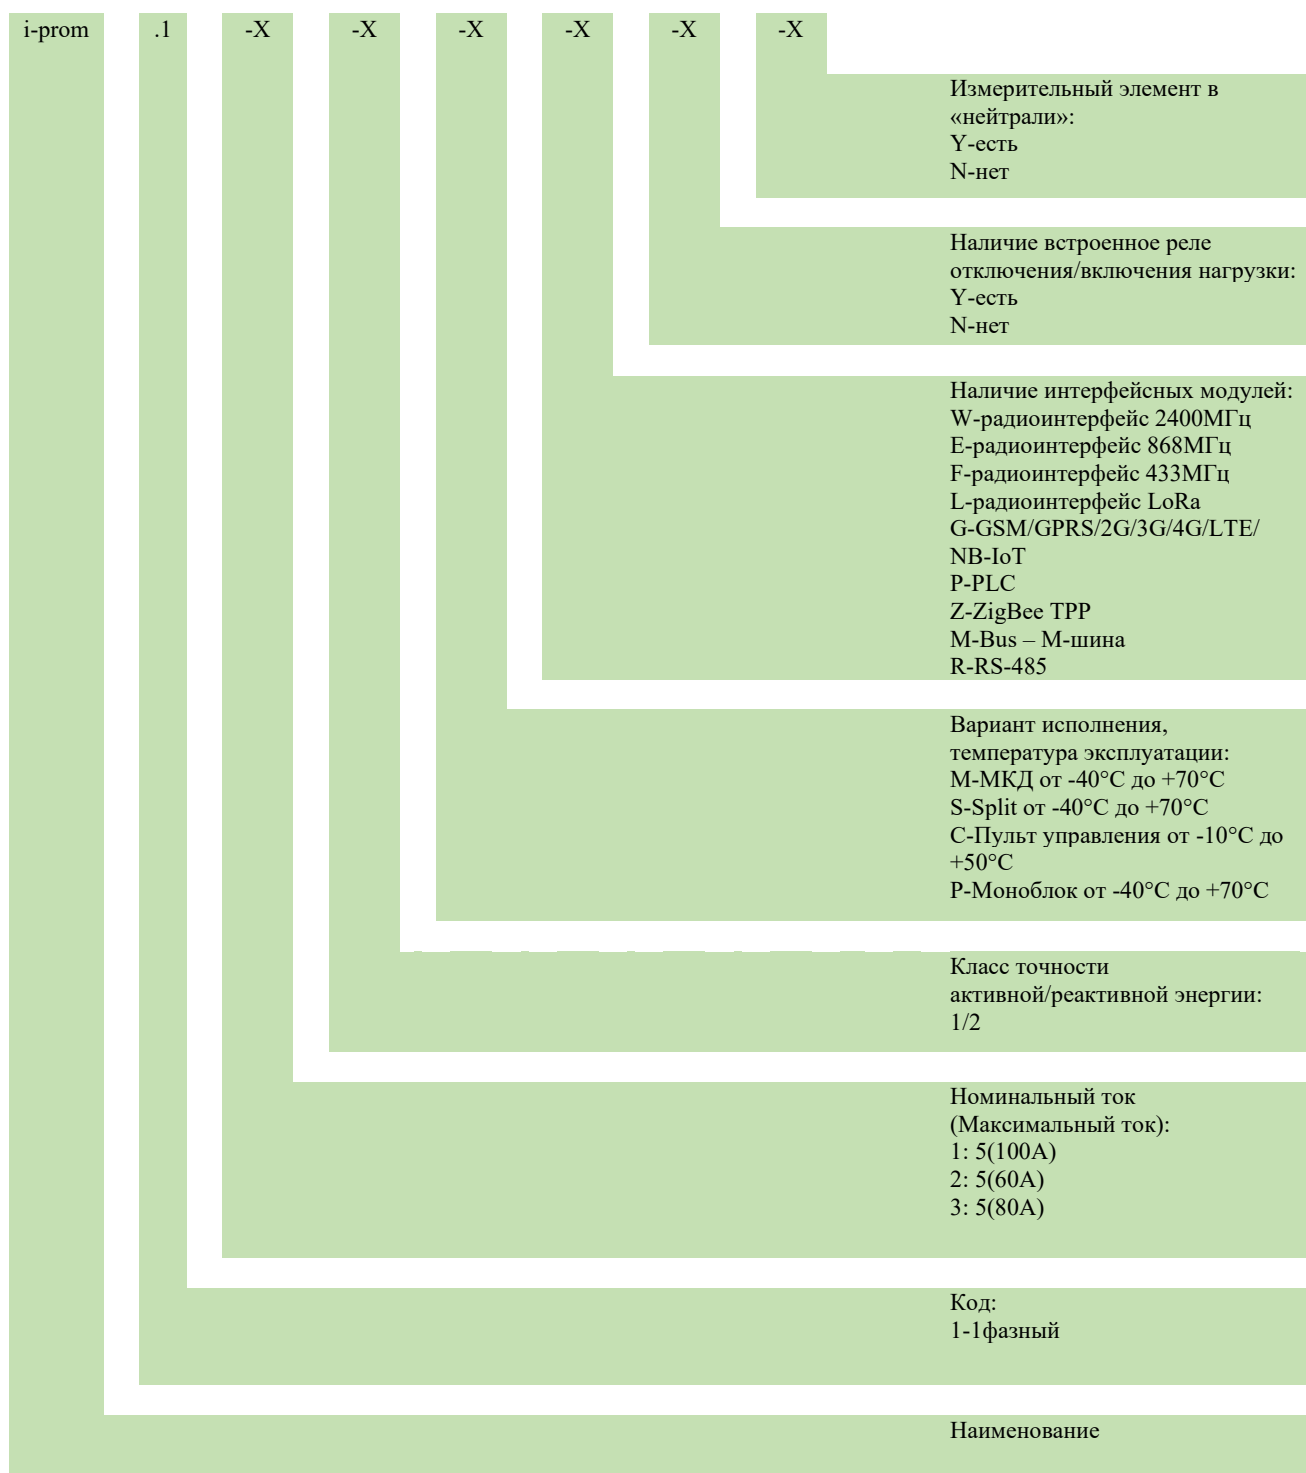 i-prom .1 -X -X -X -X -X -X
Измерительный элемент в
«нейтрали»:
Y-есть
N-нет
Наличие встроенное реле
отключения/включения нагрузки:
Y-есть
N-нет
Наличие интерфейсных модулей:
W-радиоинтерфейс 2400МГц
E-радиоинтерфейс 868МГц
F-радиоинтерфейс 433МГц
L-радиоинтерфейс LoRa
G-GSM/GPRS/2G/3G/4G/LTE/
NB-IoT
P-PLC
Z-ZigBee TPP
M-Bus – М-шина
R-RS-485
Вариант исполнения,
температура эксплуатации:
М-МКД от -40°С до +70°С
S-Split от -40°С до +70°С
С-Пульт управления от -10°С до
+50°С
Р-Моноблок от -40°С до +70°С
Класс точности
активной/реактивной энергии:
1/2
Номинальный ток
(Максимальный ток):
1: 5(100А)
2: 5(60А)
3: 5(80А)
Код:
1-1фазный
Наименование